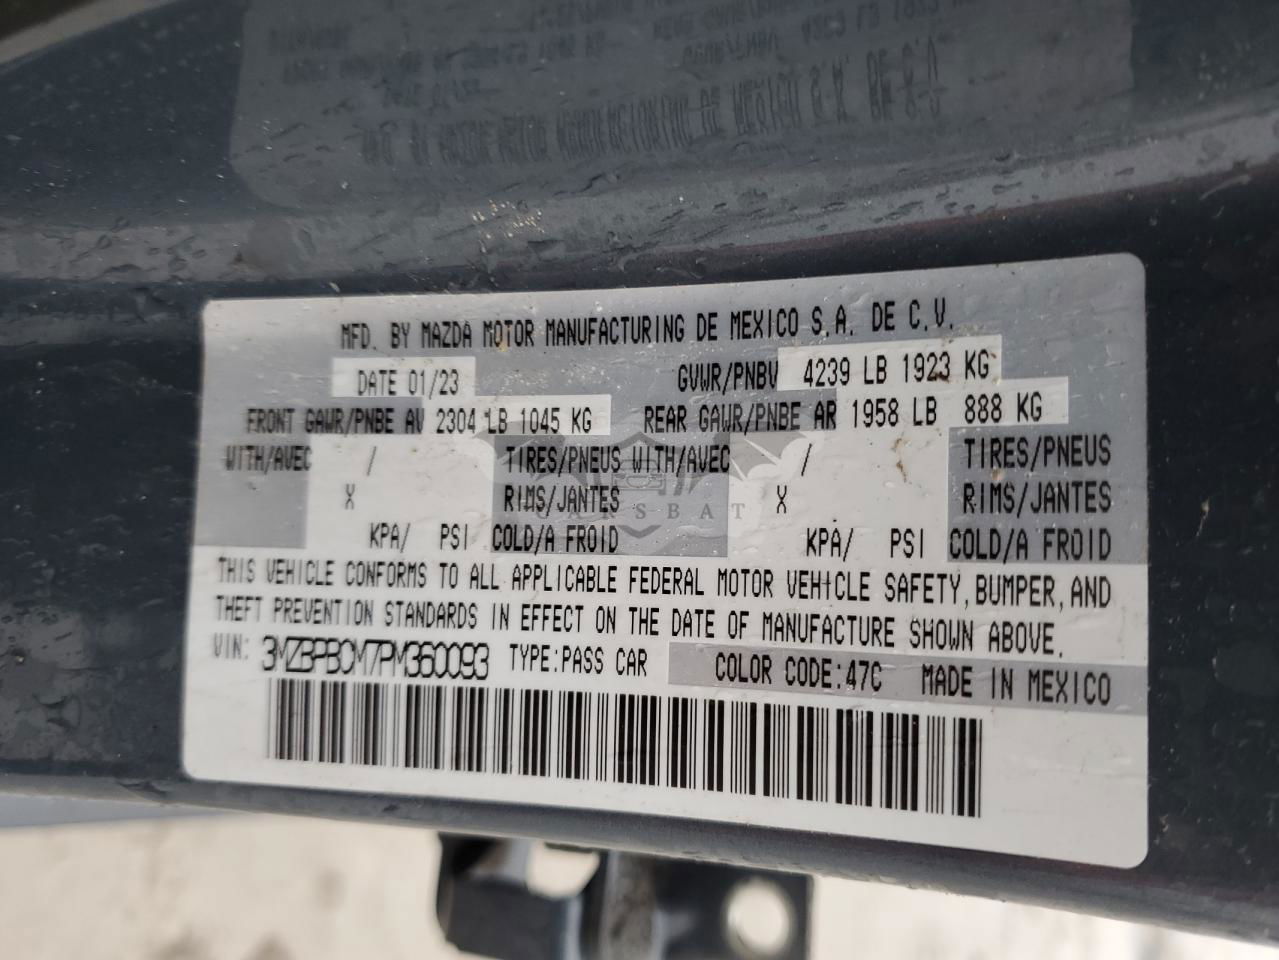 MFD. BY MAZDA MOTOR MANUFACTURING DE MEXICO S.A. DE C.V.
DATE 01/23 GVWR/PNBV 4239 LB 1923 KG
FRONT GAWR/PNBE AV 2304 LB 1045 KG REAR GAWR/PNBE AR 1958 LB 888 KG
WITH/AVEC / TIRES/PNEUS WITH/AVEC / TIRES/PNEUS
X RIMS/JANTES X RIMS/JANTES
CARSBAT
KPA/ PSI COLD/A FROID KPA/ PSI COLD/A FROID
THIS VEHICLE CONFORMS TO ALL APPLICABLE FEDERAL MOTOR VEHICLE SAFETY, BUMPER, AND
THEFT PREVENTION STANDARDS IN EFFECT ON THE DATE OF MANUFACTURE SHOWN ABOVE.
VIN: 3MZBPBCM7PM360093 TYPE:PASS CAR COLOR CODE:47C MADE IN MEXICO